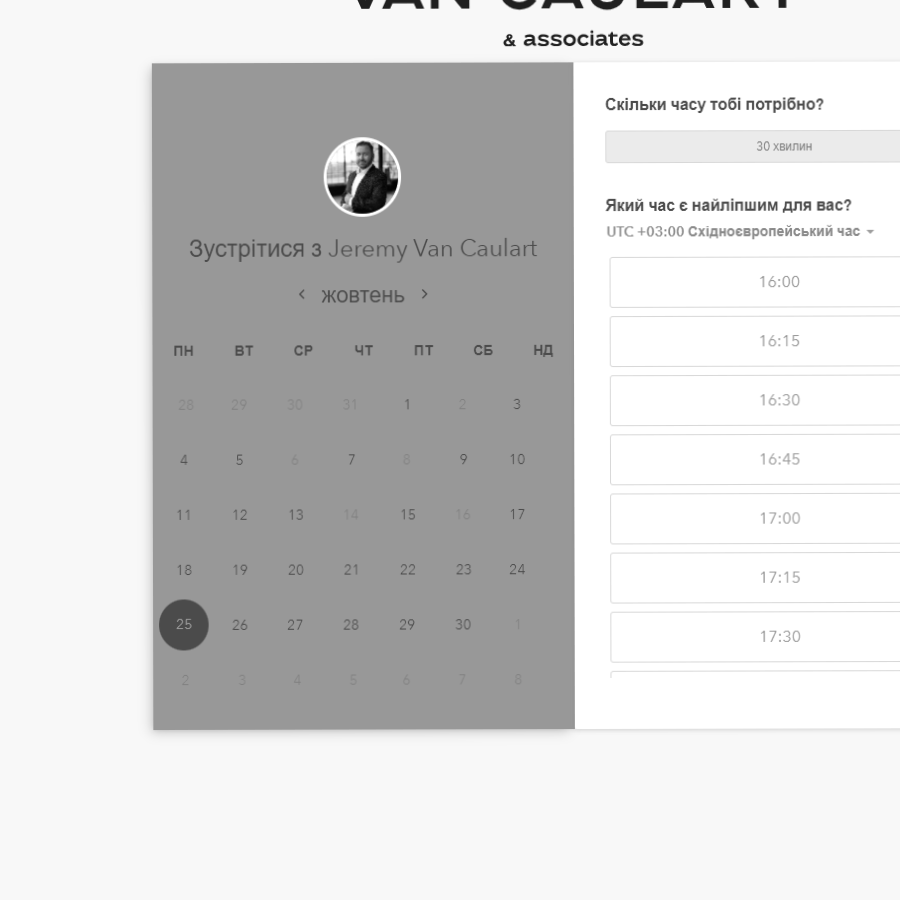 VAN CAULART
& associates
Зустрітися з Jeremy Van Caulart
жовтень
ПН ВТ СР ЧТ ПТ СБ НД
28 29 30 31 1 2 3
4 5 6 7 8 9 10
11 12 13 14 15 16 17
18 19 20 21 22 23 24
25 26 27 28 29 30 1
2 3 4 5 6 7 8
Скільки часу тобі потрібно?
30 хвилин
Який час є найліпшим для вас?
UTC +03:00 Східноєвропейський час
16:00
16:15
16:30
16:45
17:00
17:15
17:30